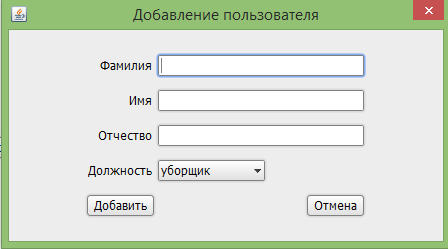 Добавление пользователя
Фамилия
Имя
Отчество
Должность уборщик
Добавить Отмена